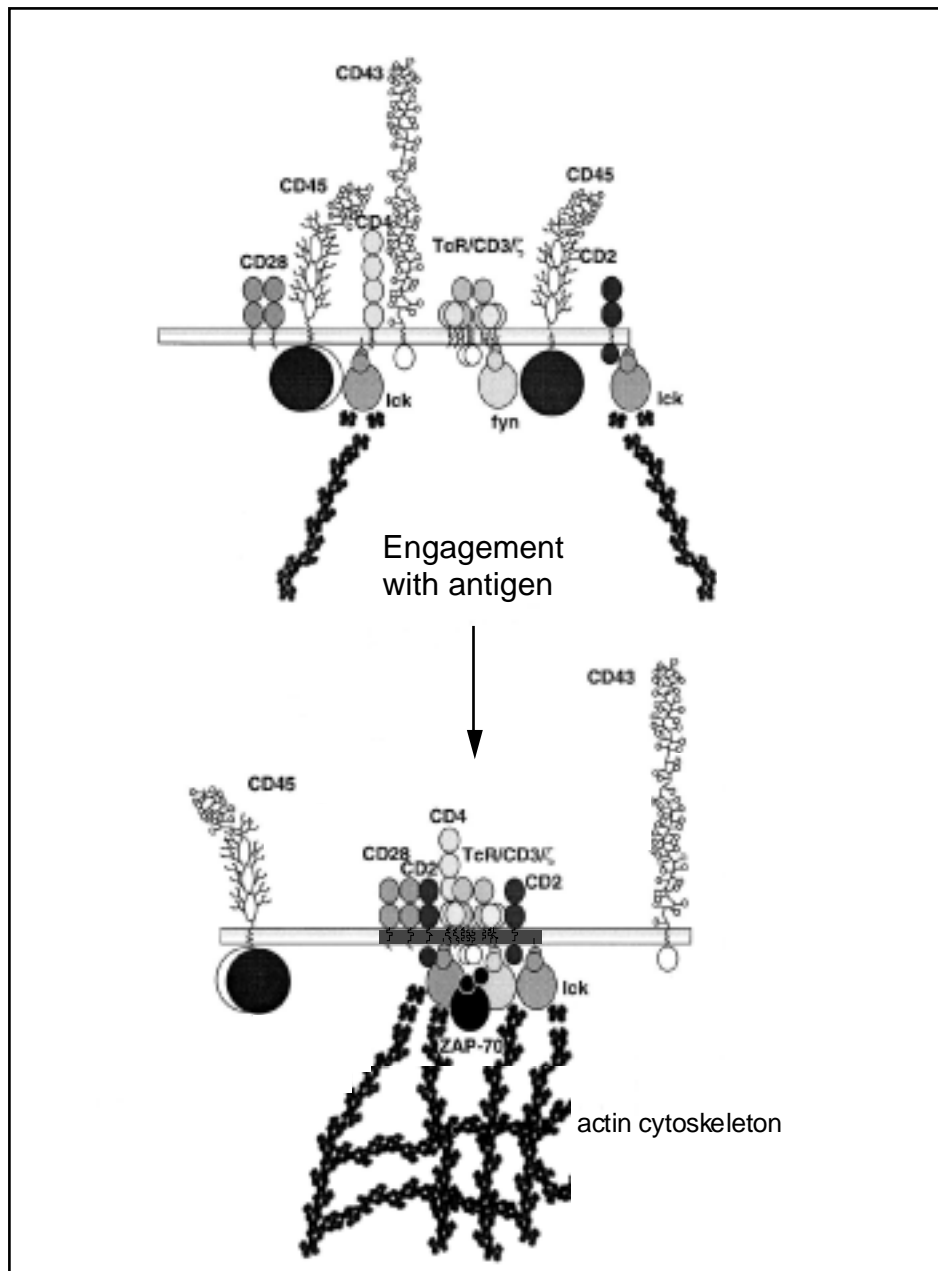 CD43
CD45
CD45
CD4
TcR/CD3/ζ
CD28
CD2
lck
lck
fyn
Engagement
with antigen
CD43
CD45
CD4
CD28
TcR/CD3/ζ
CD2
CD2
lck
ZAP-70
actin cytoskeleton